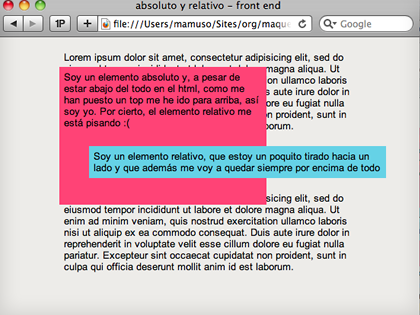 absoluto y relativo - front end
1P
file:///Users/mamuso/Sites/org/maque
Google
Lorem ipsum dolor sit amet, consectetur adipisicing elit, sed do
magna aliqua. Ut
Soy un elemento absoluto y, a pesar de
estar abajo del todo en el html, como me
han puesto un top me he ido para arriba, así
soy yo. Por cierto, el elemento relativo me
está pisando :(
ullamco laboris
irure dolor in
eu fugiat nulla
proident, sunt in
laborum.
Soy un elemento relativo, que estoy un poquito tirado hacia un
lado y que además me voy a quedar siempre por encima de todo
sicing elit, sed do
eiusmod tempor incididunt ut labore et dolore magna aliqua. Ut
enim ad minim veniam, quis nostrud exercitation ullamco laboris
nisi ut aliquip ex ea commodo consequat. Duis aute irure dolor in
reprehenderit in voluptate velit esse cillum dolore eu fugiat nulla
pariatur. Excepteur sint occaecat cupidatat non proident, sunt in
culpa qui officia deserunt mollit anim id est laborum.